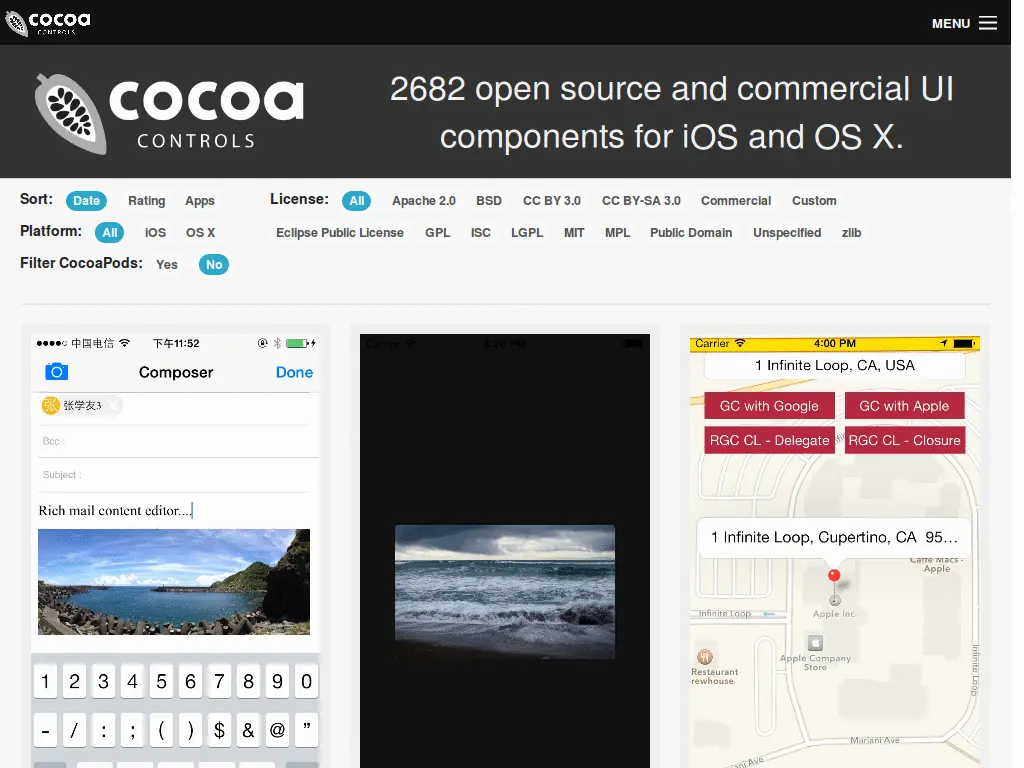 cocoa
CONTROLS
MENU
cocoa
CONTROLS
2682 open source and commercial UI
components for iOS and OS X.
Sort: Date Rating Apps
License: All Apache 2.0 BSD CC BY 3.0 CC BY-SA 3.0 Commercial Custom
Platform: All iOS OS X
Eclipse Public License GPL ISC LGPL MIT MPL Public Domain Unspecified zlib
Filter CocoaPods: Yes No
中国电信 下午11:52
Composer Done
张 张学友3
Bcc :
Subject :
Rich mail content editor....
1 2 3 4 5 6 7 8 9 0
- / : ; ( ) $ & @ "
Carrier 4:00 PM
1 Infinite Loop, CA, USA
GC with Google GC with Apple
RGC CL - Delegate RGC CL - Closure
1 Infinite Loop, Cupertino, CA 95...
Caffè Macs -
Apple
Infinite Loop
Apple Inc.
Apple Company
Store
Restaurant
rewhouse
Infinite Loop
Mariani Ave
ani Ave